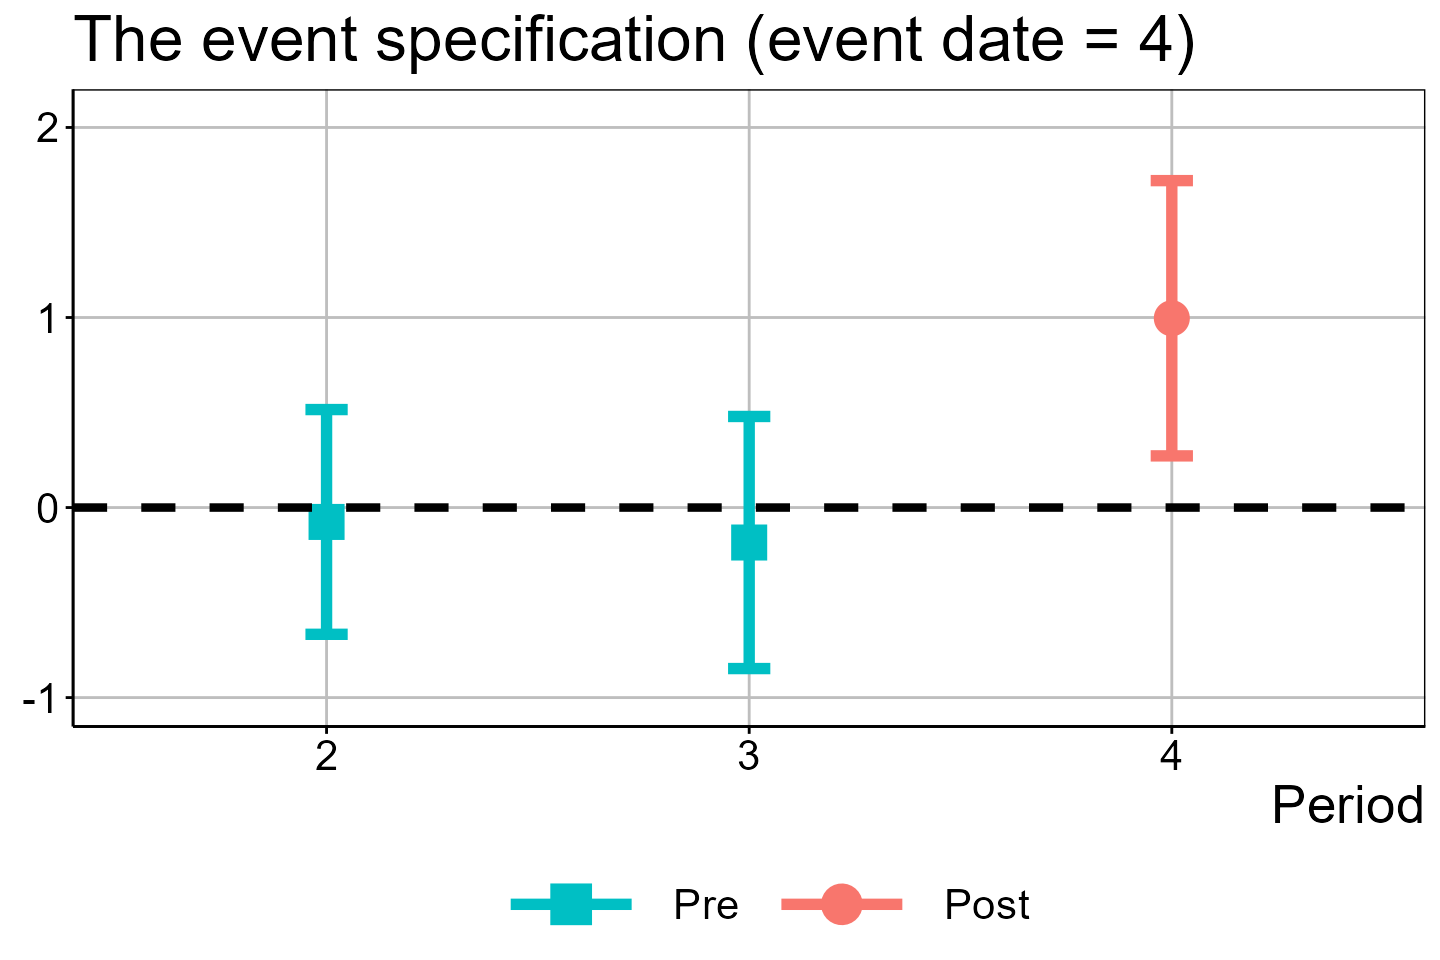 The event specification (event date = 4)
2
1
0
-1
2 3 4
Period
Pre Post